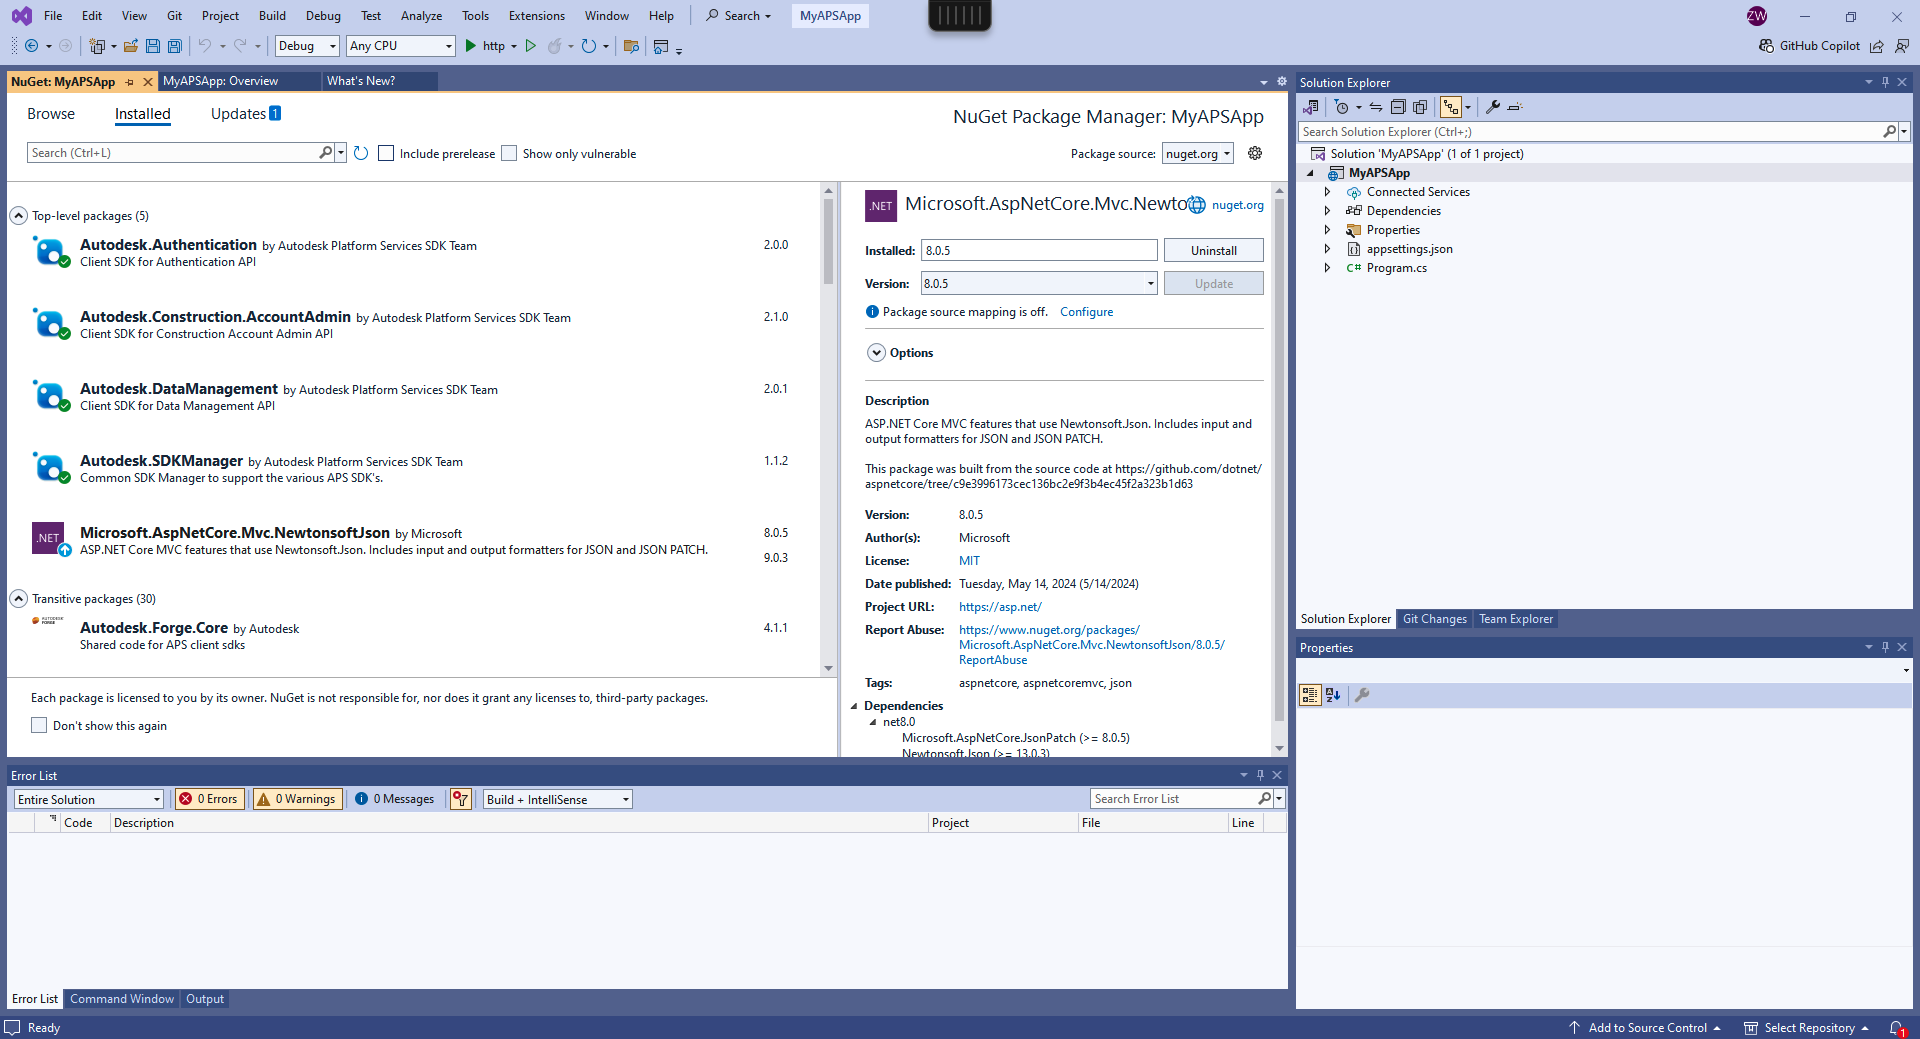 File Edit View Git Project Build Debug Test Analyze Tools Extensions Window Help Search MyAPSApp ZW
Debug Any CPU http GitHub Copilot
NuGet: MyAPSApp MyAPSApp: Overview What's New?
Browse Installed Updates 1
NuGet Package Manager: MyAPSApp
Search (Ctrl+L) Include prerelease Show only vulnerable Package source: nuget.org
Top-level packages (5)
Autodesk.Authentication by Autodesk Platform Services SDK Team 2.0.0
Client SDK for Authentication API
Autodesk.Construction.AccountAdmin by Autodesk Platform Services SDK Team 2.1.0
Client SDK for Construction Account Admin API
Autodesk.DataManagement by Autodesk Platform Services SDK Team 2.0.1
Client SDK for Data Management API
Autodesk.SDKManager by Autodesk Platform Services SDK Team 1.1.2
Common SDK Manager to support the various APS SDK's.
.NET
Microsoft.AspNetCore.Mvc.NewtonsoftJson by Microsoft 8.0.5
ASP.NET Core MVC features that use Newtonsoft.Json. Includes input and output formatters for JSON and JSON PATCH.
9.0.3
Transitive packages (30)
AUTODESK
FORGE
Autodesk.Forge.Core by Autodesk 4.1.1
Shared code for APS client sdks
Each package is licensed to you by its owner. NuGet is not responsible for, nor does it grant any licenses to, third-party packages.
Don't show this again
.NET Microsoft.AspNetCore.Mvc.Newto nuget.org
Installed: 8.0.5 Uninstall
Version: 8.0.5 Update
Package source mapping is off. Configure
Options
Description
ASP.NET Core MVC features that use Newtonsoft.Json. Includes input and
output formatters for JSON and JSON PATCH.
This package was built from the source code at https://github.com/dotnet/
aspnetcore/tree/c9e3996173cec136bc2e9f3b4ec45f2a323b1d63
Version: 8.0.5
Author(s): Microsoft
License: MIT
Date published: Tuesday, May 14, 2024 (5/14/2024)
Project URL: https://asp.net/
Report Abuse: https://www.nuget.org/packages/
Microsoft.AspNetCore.Mvc.NewtonsoftJson/8.0.5/
ReportAbuse
Tags: aspnetcore, aspnetcoremvc, json
Dependencies
net8.0
Microsoft.AspNetCore.JsonPatch (>= 8.0.5)
Newtonsoft.Json (>= 13.0.3)
Error List
Entire Solution 0 Errors 0 Warnings 0 Messages Build + IntelliSense Search Error List
Code Description Project File Line
Error List Command Window Output
Solution Explorer
Search Solution Explorer (Ctrl+;)
Solution 'MyAPSApp' (1 of 1 project)
MyAPSApp
Connected Services
Dependencies
Properties
appsettings.json
C# Program.cs
Solution Explorer Git Changes Team Explorer
Properties
Ready Add to Source Control Select Repository 1